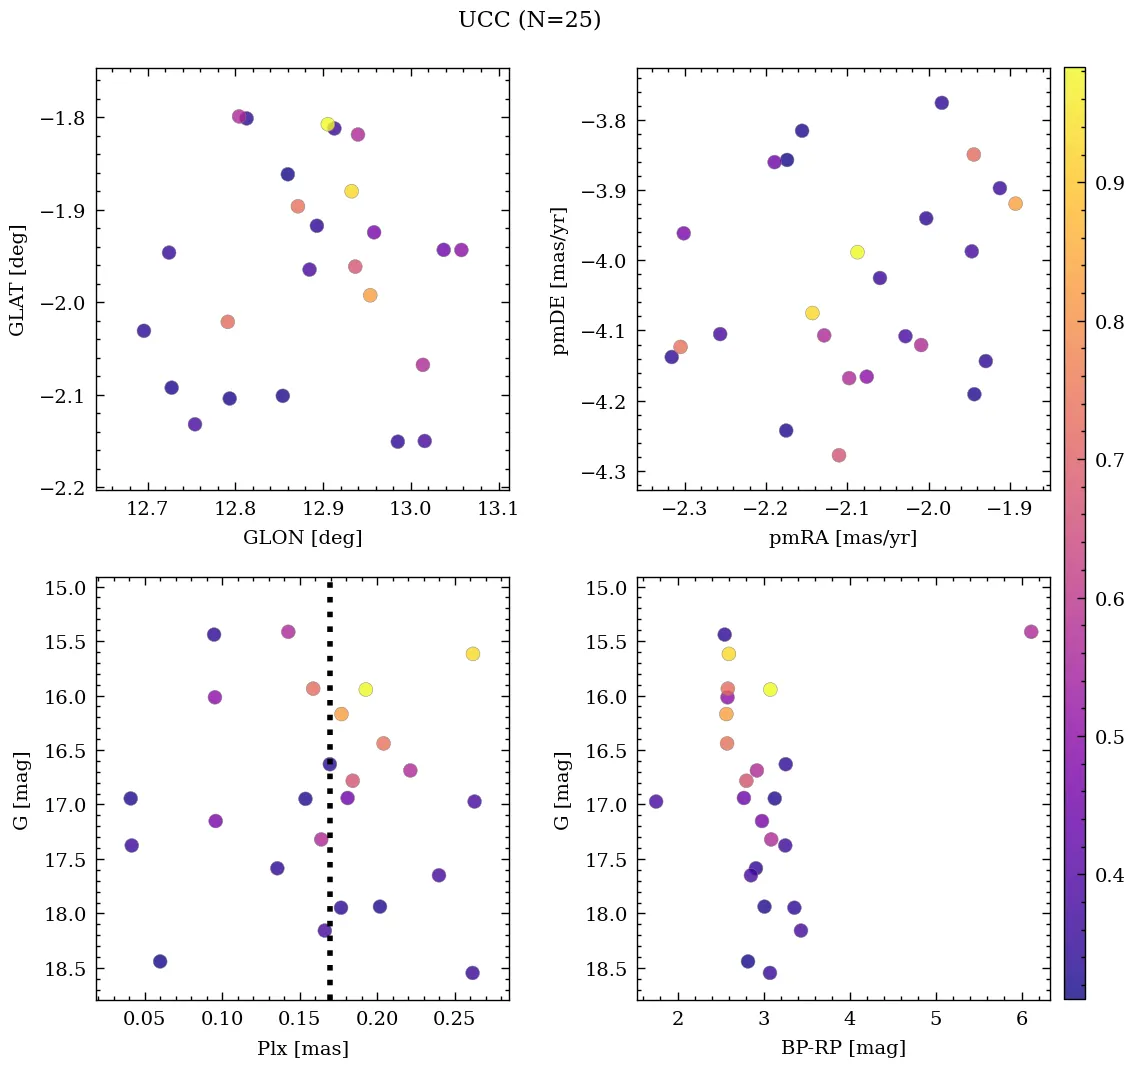 UCC (N=25)
−1.8
−1.9
−2.0
−2.1
−2.2
GLAT [deg]
12.7 12.8 12.9 13.0 13.1
GLON [deg]
−3.8
−3.9
−4.0
−4.1
−4.2
−4.3
pmDE [mas/yr]
−2.3 −2.2 −2.1 −2.0 −1.9
pmRA [mas/yr]
15.0
15.5
16.0
16.5
17.0
17.5
18.0
18.5
G [mag]
0.05 0.10 0.15 0.20 0.25
Plx [mas]
15.0
15.5
16.0
16.5
17.0
17.5
18.0
18.5
G [mag]
2 3 4 5 6
BP-RP [mag]
0.9
0.8
0.7
0.6
0.5
0.4